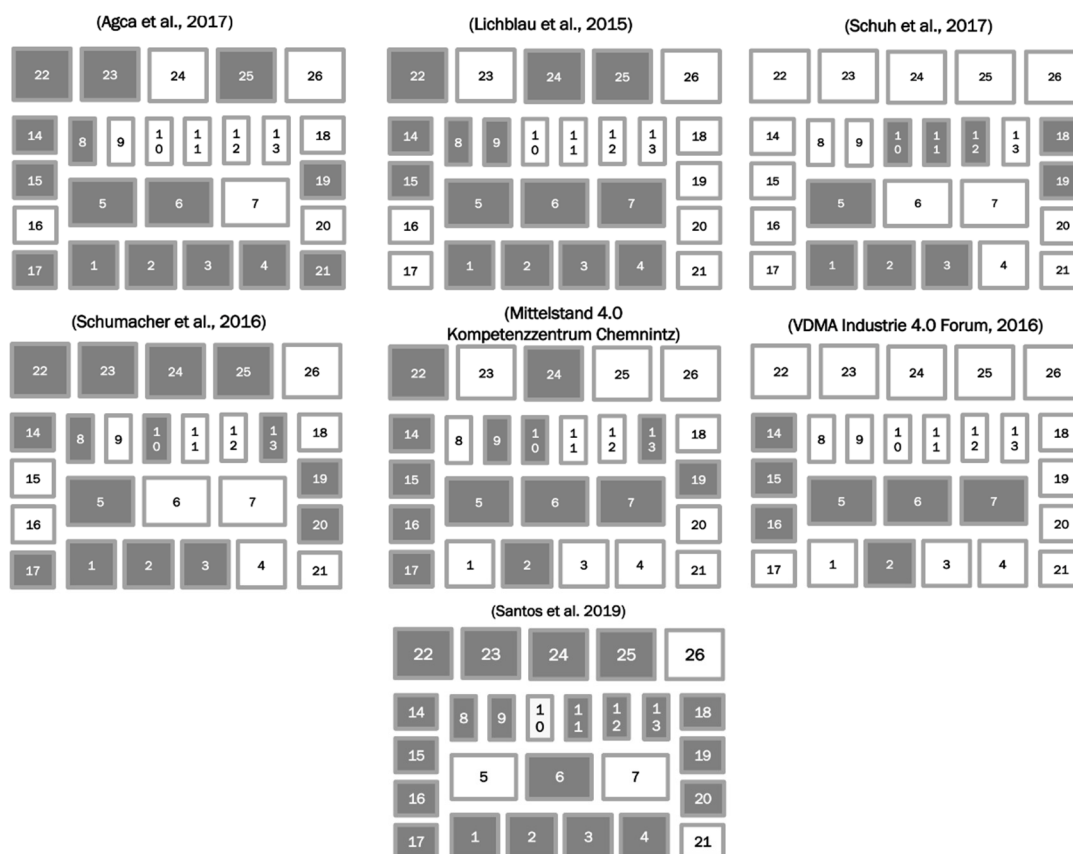 (Agca et al., 2017)
22 23 24 25 26
14 8 9 10 11 12 13 18
15 19
5 6 7
16 20
17 1 2 3 4 21
(Lichblau et al., 2015)
22 23 24 25 26
14 8 9 10 11 12 13 18
15 19
5 6 7
16 20
17 1 2 3 4 21
(Schuh et al., 2017)
22 23 24 25 26
14 8 9 10 11 12 13 18
15 19
5 6 7
16 20
17 1 2 3 4 21
(Schumacher et al., 2016)
22 23 24 25 26
14 8 9 10 11 12 13 18
15 19
5 6 7
16 20
17 1 2 3 4 21
(Mittelstand 4.0
Kompetenzzentrum Chemnintz)
22 23 24 25 26
14 8 9 10 11 12 13 18
15 19
5 6 7
16 20
17 1 2 3 4 21
(VDMA Industrie 4.0 Forum, 2016)
22 23 24 25 26
14 8 9 10 11 12 13 18
15 19
5 6 7
16 20
17 1 2 3 4 21
(Santos et al. 2019)
22 23 24 25 26
14 8 9 10 11 12 13 18
15 19
5 6 7
16 20
17 1 2 3 4 21